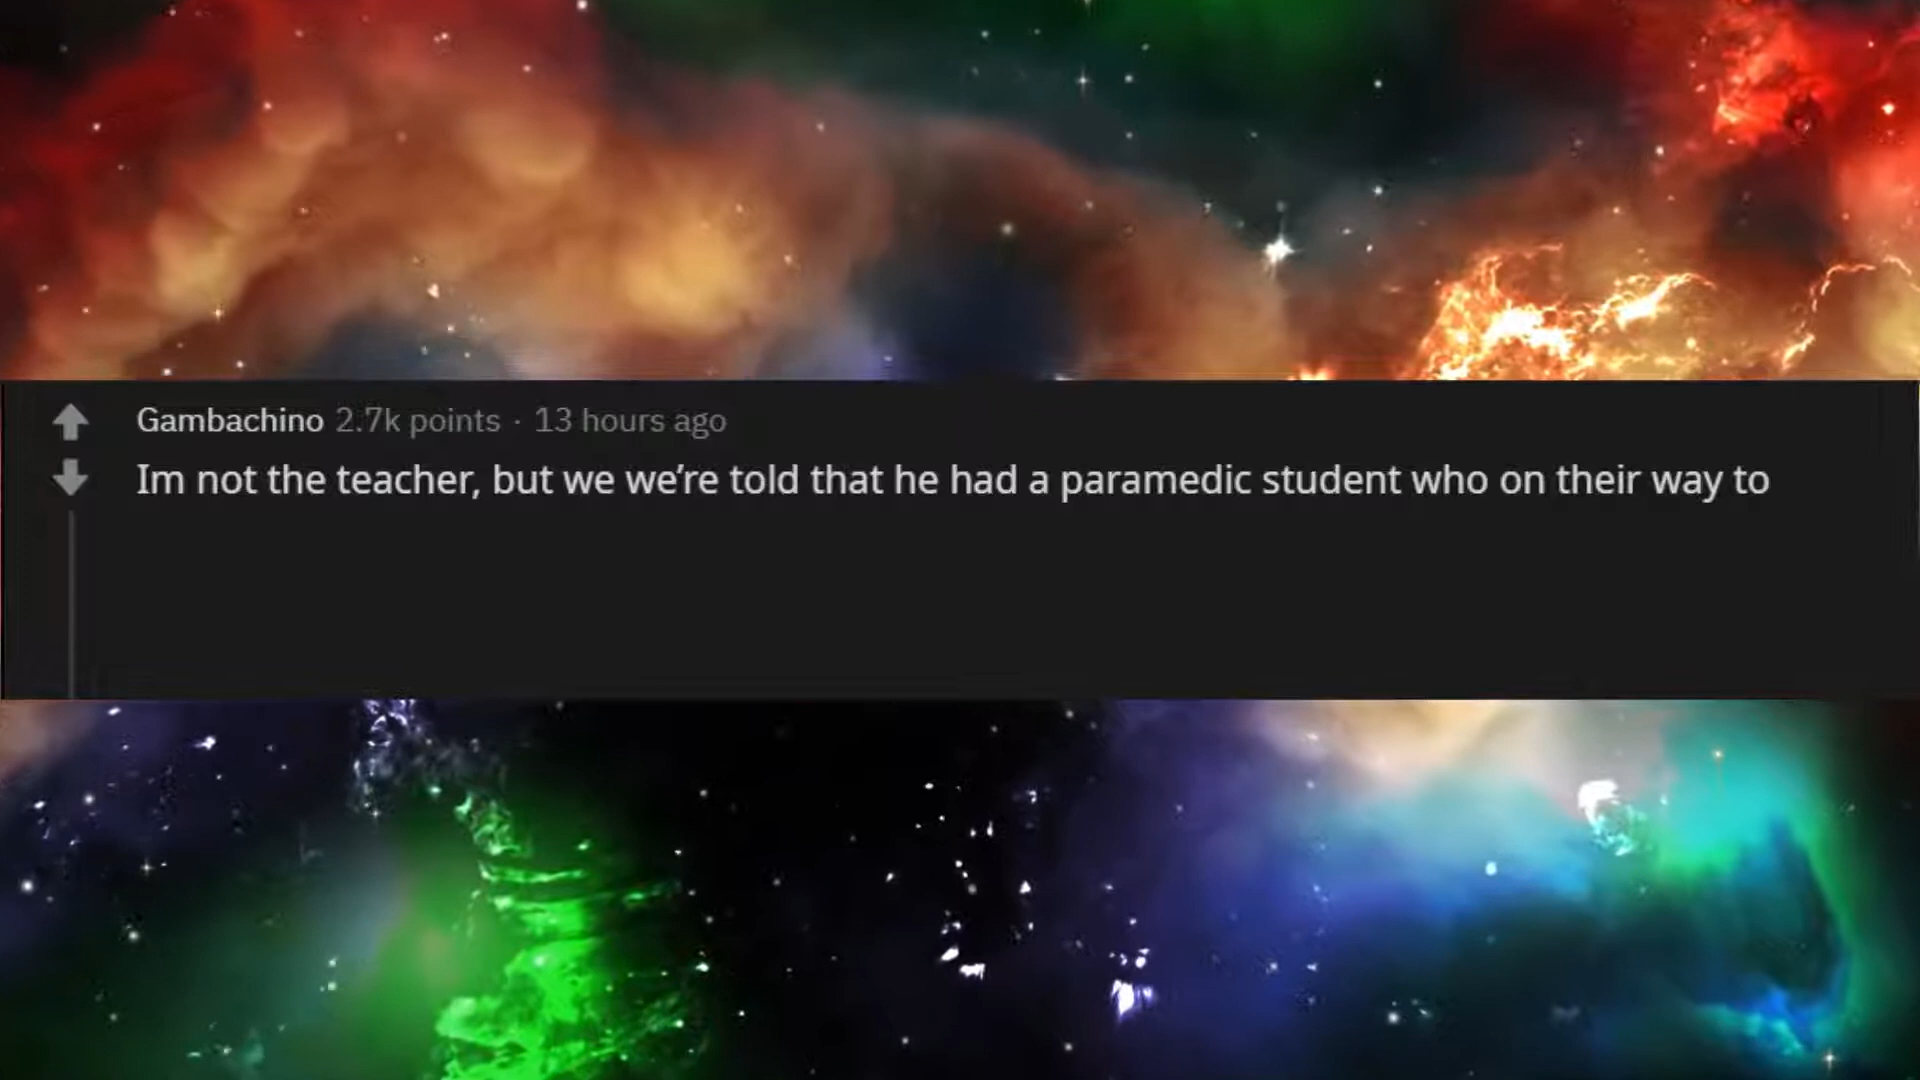 Gambachino 2.7k points · 13 hours ago
Im not the teacher, but we we’re told that he had a paramedic student who on their way to